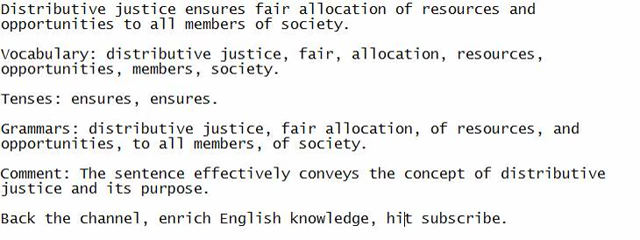 Distributive justice ensures fair allocation of resources and
opportunities to all members of society.
Vocabulary: distributive justice, fair, allocation, resources,
opportunities, members, society.
Tenses: ensures, ensures.
Grammars: distributive justice, fair allocation, of resources, and
opportunities, to all members, of society.
Comment: The sentence effectively conveys the concept of distributive
justice and its purpose.
Back the channel, enrich English knowledge, hit subscribe.